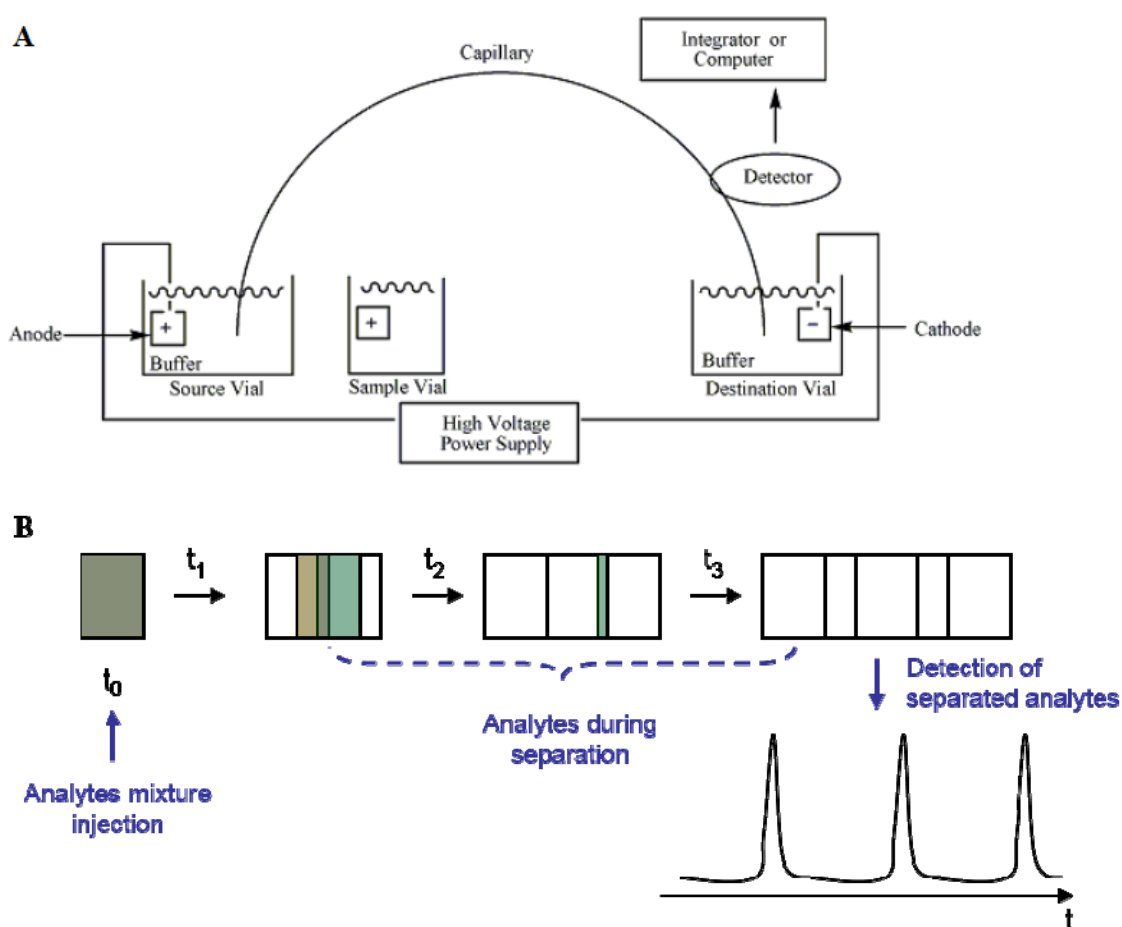 A
Capillary
Integrator or
Computer
Detector
Anode
+
Buffer
Source Vial
+
Sample Vial
Buffer
Destination Vial
−
Cathode
High Voltage
Power Supply
B
t1
t2
t3
t0
Analytes mixture
injection
Analytes during
separation
Detection of
separated analytes
t